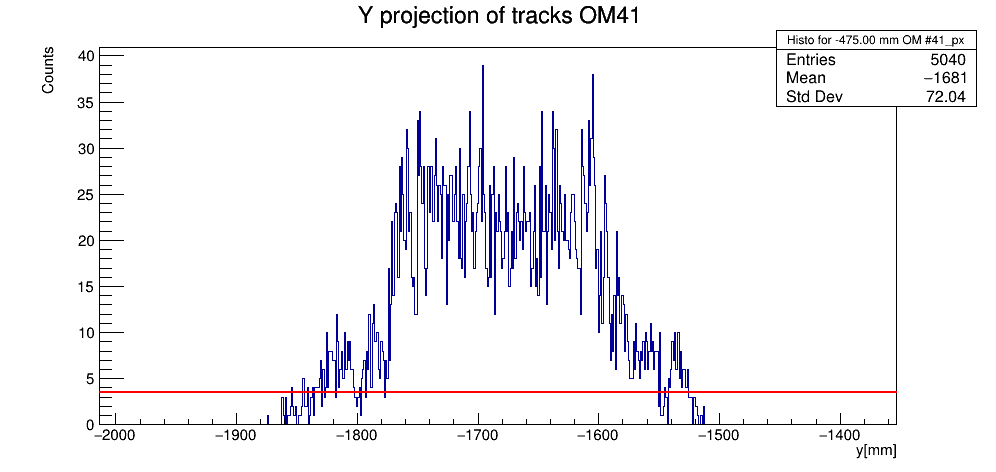 Y projection of tracks OM41
Histo for -475.00 mm OM #41_px
Entries 5040
Mean −1681
Std Dev 72.04
Counts
40
35
30
25
20
15
10
5
0
−2000 −1900 −1800 −1700 −1600 −1500 −1400
y[mm]